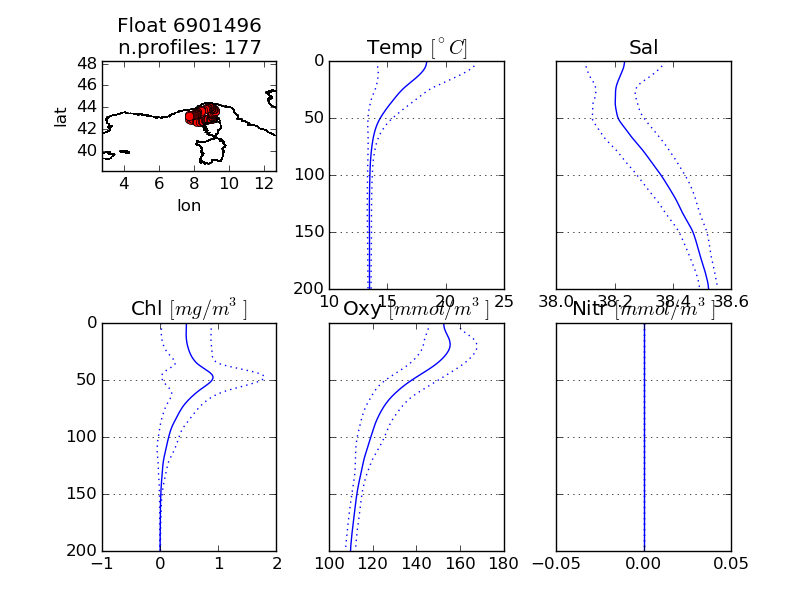 Float 6901496
n.profiles: 177
48
46
44
42
40
lat
4 6 8 10 12
lon
Temp [°C]
0
50
100
150
200
10 15 20 25
Sal
38.0 38.2 38.4 38.6
Chl [mg/m³ ]
0
50
100
150
200
−1 0 1 2
Oxy [mmol/m³ ]
100 120 140 160 180
Nitr [mmol/m³ ]
−0.05 0.00 0.05